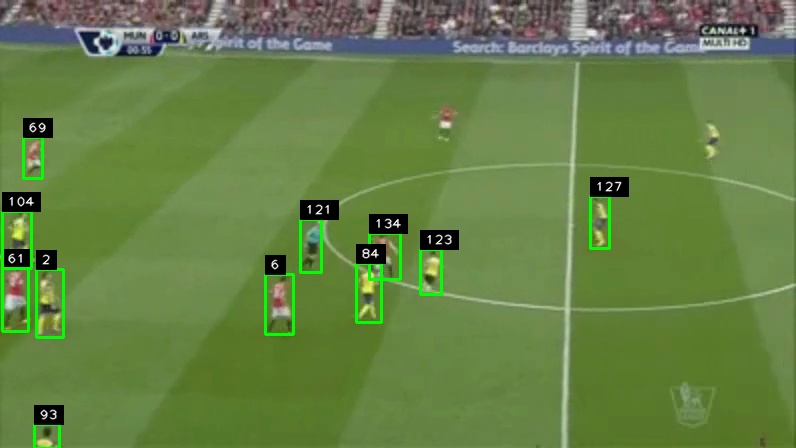 MUN 0-0 ARS
00:55
Spirit of the Game
Search: Barclays Spirit of the Game
CANAL+ 1
MULTI HD
69
104
127
121
134
123
61
2
6
84
93